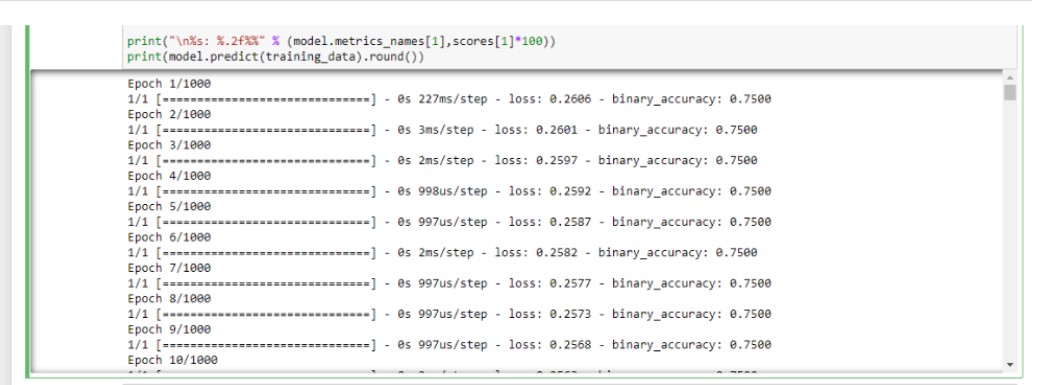 print("\n%s: %.2f%%" % (model.metrics_names[1],scores[1]*100))
print(model.predict(training_data).round())
Epoch 1/1000
1/1 [==============================] - 0s 227ms/step - loss: 0.2606 - binary_accuracy: 0.7500
Epoch 2/1000
1/1 [==============================] - 0s 3ms/step - loss: 0.2601 - binary_accuracy: 0.7500
Epoch 3/1000
1/1 [==============================] - 0s 2ms/step - loss: 0.2597 - binary_accuracy: 0.7500
Epoch 4/1000
1/1 [==============================] - 0s 998us/step - loss: 0.2592 - binary_accuracy: 0.7500
Epoch 5/1000
1/1 [==============================] - 0s 997us/step - loss: 0.2587 - binary_accuracy: 0.7500
Epoch 6/1000
1/1 [==============================] - 0s 2ms/step - loss: 0.2582 - binary_accuracy: 0.7500
Epoch 7/1000
1/1 [==============================] - 0s 997us/step - loss: 0.2577 - binary_accuracy: 0.7500
Epoch 8/1000
1/1 [==============================] - 0s 997us/step - loss: 0.2573 - binary_accuracy: 0.7500
Epoch 9/1000
1/1 [==============================] - 0s 997us/step - loss: 0.2568 - binary_accuracy: 0.7500
Epoch 10/1000